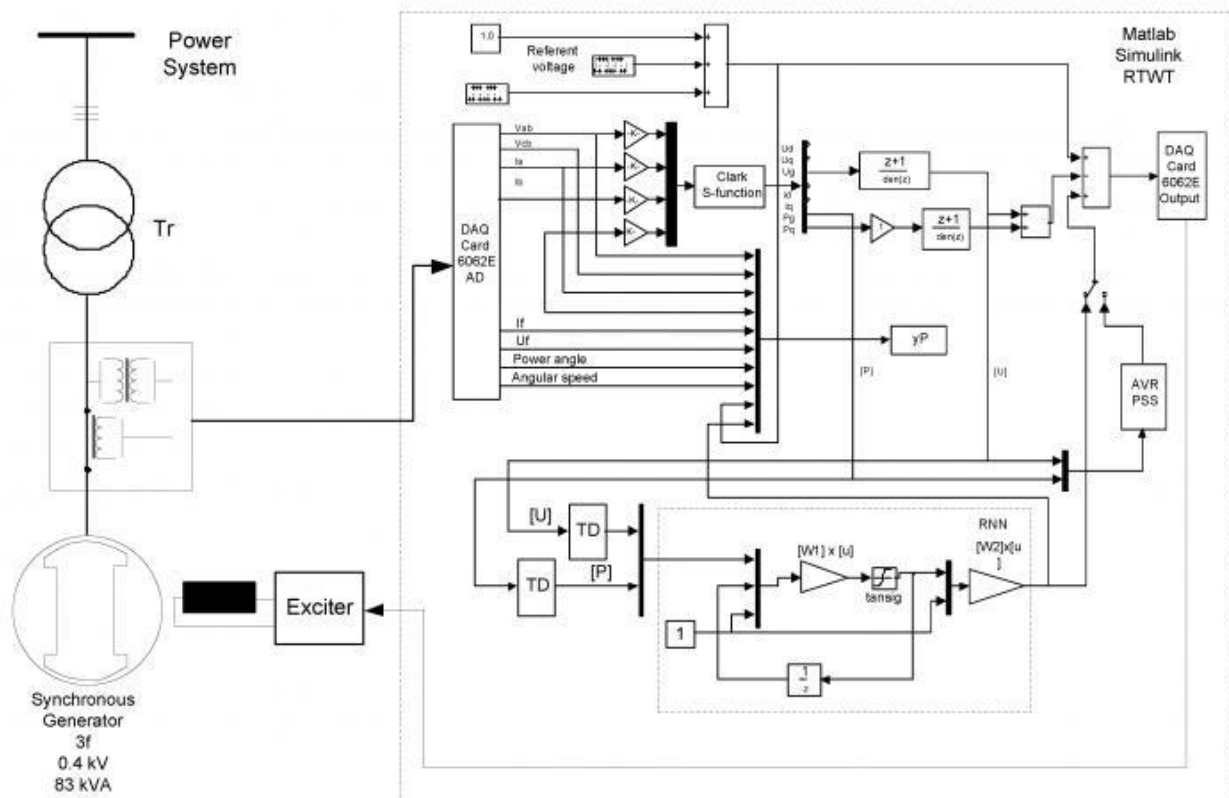 Power
System
Tr
Synchronous
Generator
3f
0.4 kV
83 kVA
Exciter
Matlab
Simulink
RTWT
1.0
Referent
voltage
Vab
Ia
-K-
-K-
-K-
-K-
DAQ
Card
6062E
AD
If
Uf
Power angle
Angular speed
Clark
S-function
Ud
Uq
Ug
Id
Iq
Pg
Pq
z+1
den(z)
z+1
den(z)
DAQ
Card
6062E
Output
yP
[P]
[U]
AVR
PSS
[U]
TD
[P]
TD
RNN
[W1] x [u]
[W2]x[u
]
tansig
1
1
z